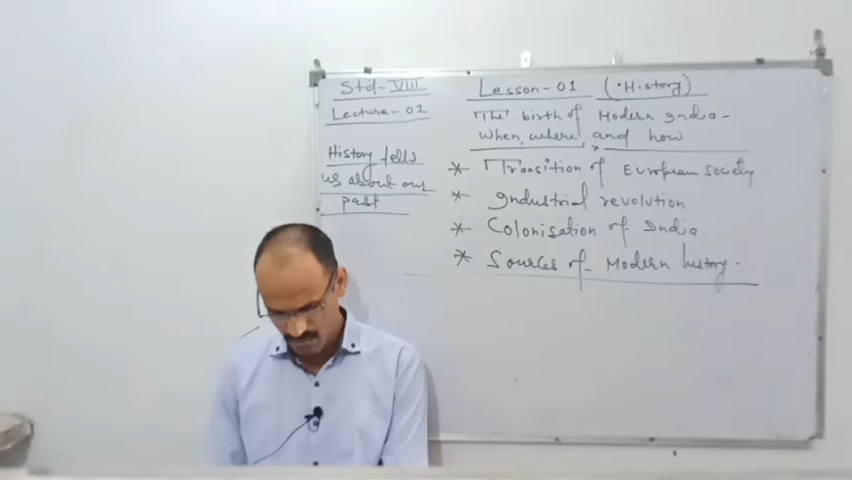 Std-VIII
Lecture-01
History tells
us about our
past
Lesson-01 (•History)
The birth of Modern India-
when, where, and how
* Transition of European society
* Industrial revolution
* Colonisation of India.
* Sources of Modern history-